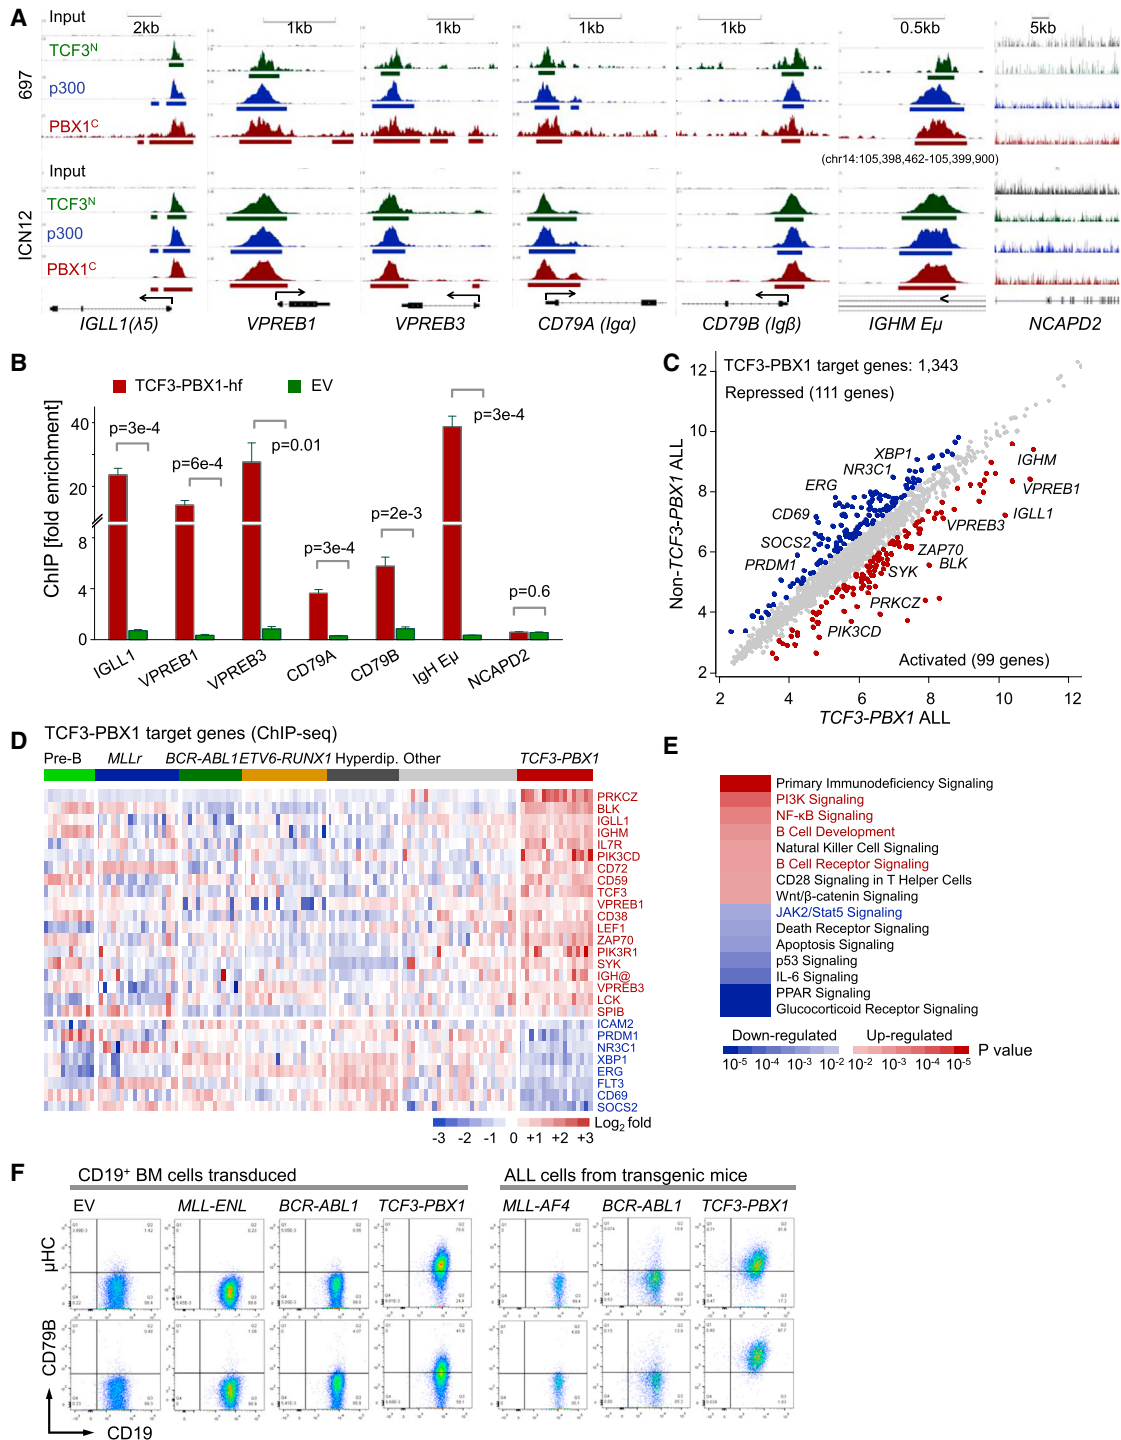 A
Input
2kb
1kb
1kb
1kb
1kb
0.5kb
5kb
697
TCF3N
p300
PBX1C
(chr14:105,398,462-105,399,900)
ICN12
Input
TCF3N
p300
PBX1C
IGLL1(λ5)
VPREB1
VPREB3
CD79A (Igα)
CD79B (Igβ)
IGHM Eμ
NCAPD2
B
TCF3-PBX1-hf
EV
ChIP [fold enrichment]
40
20
8
4
0
p=3e-4
p=6e-4
p=0.01
p=3e-4
p=2e-3
p=3e-4
p=0.6
IGLL1
VPREB1
VPREB3
CD79A
CD79B
IgH Eμ
NCAPD2
C
TCF3-PBX1 target genes: 1,343
Repressed (111 genes)
Non-TCF3-PBX1 ALL
12
10
8
6
4
2
XBP1
NR3C1
ERG
CD69
SOCS2
PRDM1
IGHM
VPREB1
IGLL1
VPREB3
ZAP70
BLK
SYK
PRKCZ
PIK3CD
Activated (99 genes)
2
4
6
8
10
12
TCF3-PBX1 ALL
D
TCF3-PBX1 target genes (ChIP-seq)
Pre-B
MLLr
BCR-ABL1
ETV6-RUNX1
Hyperdip.
Other
TCF3-PBX1
PRKCZ
BLK
IGLL1
IGHM
IL7R
PIK3CD
CD72
CD59
TCF3
VPREB1
CD38
LEF1
ZAP70
PIK3R1
SYK
IGH@
VPREB3
LCK
SPIB
ICAM2
PRDM1
NR3C1
XBP1
ERG
FLT3
CD69
SOCS2
Log2 fold
-3 -2 -1 0 +1 +2 +3
E
Primary Immunodeficiency Signaling
PI3K Signaling
NF-κB Signaling
B Cell Development
Natural Killer Cell Signaling
B Cell Receptor Signaling
CD28 Signaling in T Helper Cells
Wnt/β-catenin Signaling
JAK2/Stat5 Signaling
Death Receptor Signaling
Apoptosis Signaling
p53 Signaling
IL-6 Signaling
PPAR Signaling
Glucocorticoid Receptor Signaling
Down-regulated
Up-regulated
P value
10-5 10-4 10-3 10-2 10-2 10-3 10-4 10-5
F
CD19+ BM cells transduced
ALL cells from transgenic mice
EV
MLL-ENL
BCR-ABL1
TCF3-PBX1
MLL-AF4
BCR-ABL1
TCF3-PBX1
μHC
CD79B
CD19